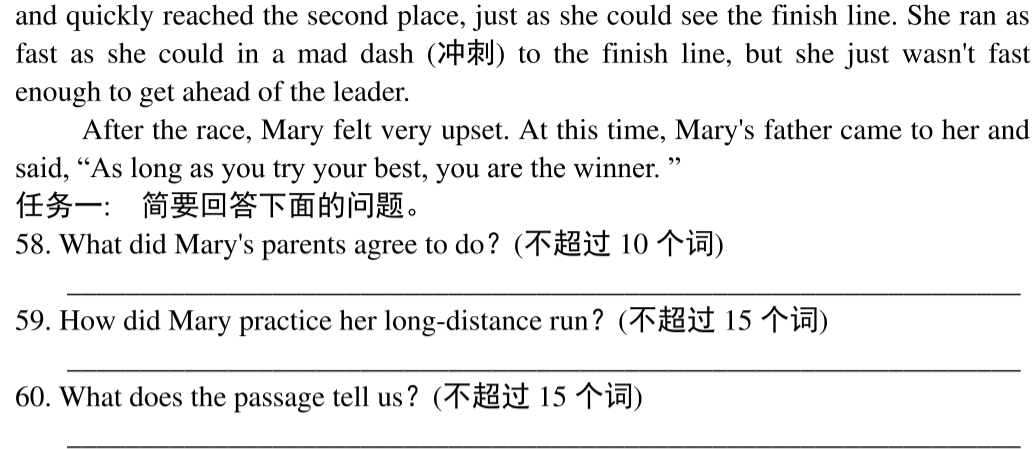 and quickly reached the second place, just as she could see the finish line. She ran as
fast as she could in a mad dash (冲刺) to the finish line, but she just wasn't fast
enough to get ahead of the leader.
After the race, Mary felt very upset. At this time, Mary's father came to her and
said, “As long as you try your best, you are the winner. ”
任务一: 简要回答下面的问题。
58. What did Mary's parents agree to do? (不超过 10 个词)
59. How did Mary practice her long-distance run? (不超过 15 个词)
60. What does the passage tell us? (不超过 15 个词)